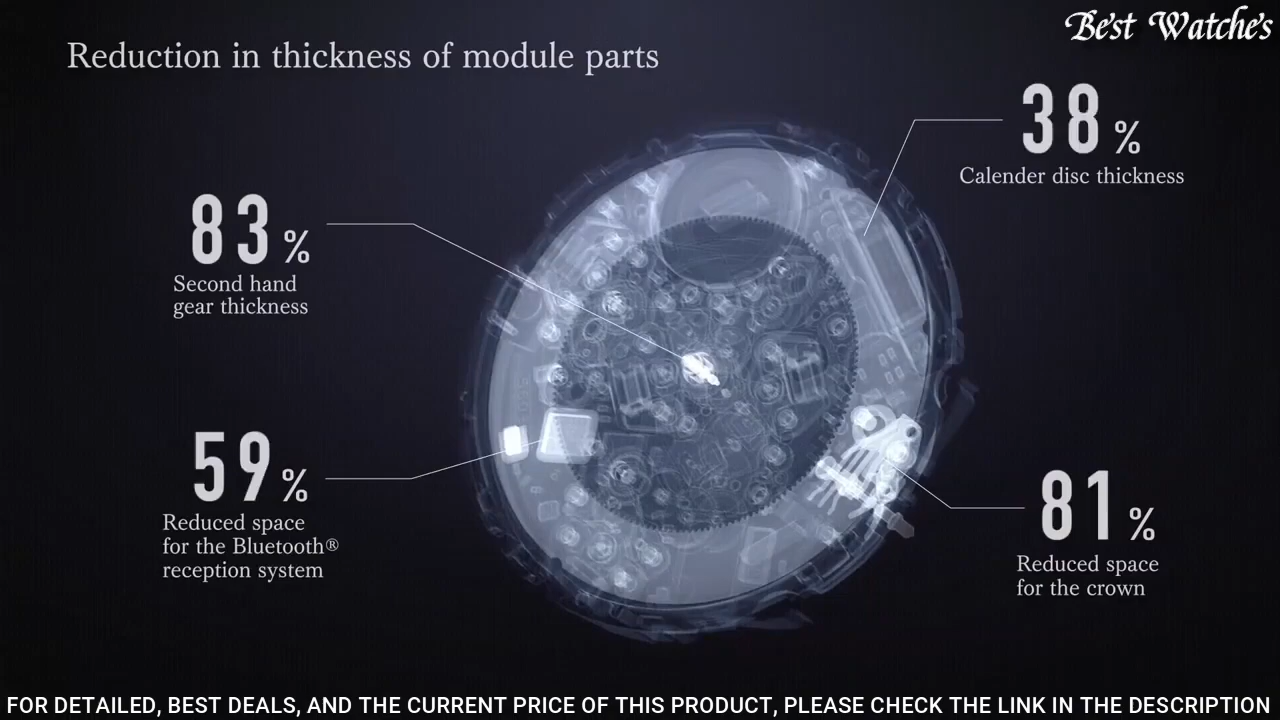 Best Watche's
Reduction in thickness of module parts
38 %
Calender disc thickness
83 %
Second hand
gear thickness
59 %
Reduced space
for the Bluetooth®
reception system
81 %
Reduced space
for the crown
FOR DETAILED, BEST DEALS, AND THE CURRENT PRICE OF THIS PRODUCT, PLEASE CHECK THE LINK IN THE DESCRIPTION